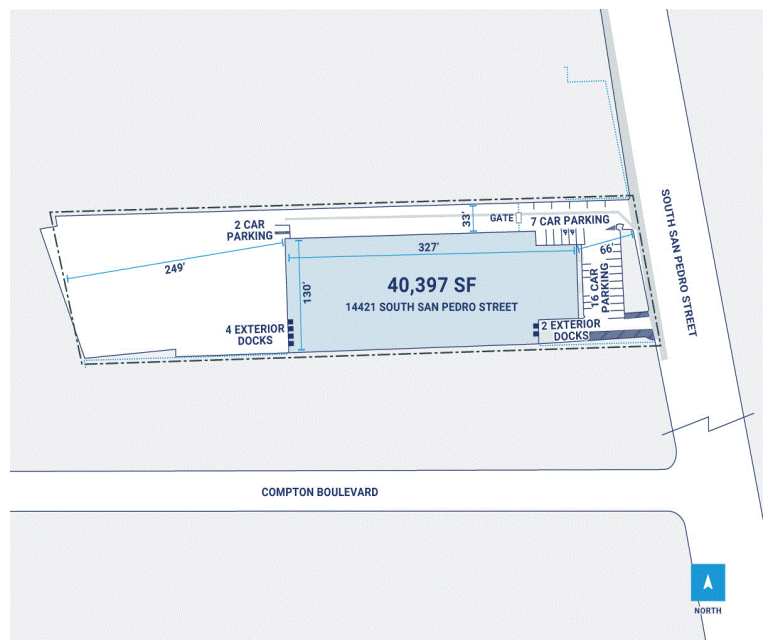 SOUTH SAN PEDRO STREET
2 CAR
PARKING
33'
GATE
7 CAR PARKING
327'
66'
249'
130'
40,397 SF
14421 SOUTH SAN PEDRO STREET
16 CAR
PARKING
4 EXTERIOR
DOCKS
2 EXTERIOR
DOCKS
COMPTON BOULEVARD
NORTH